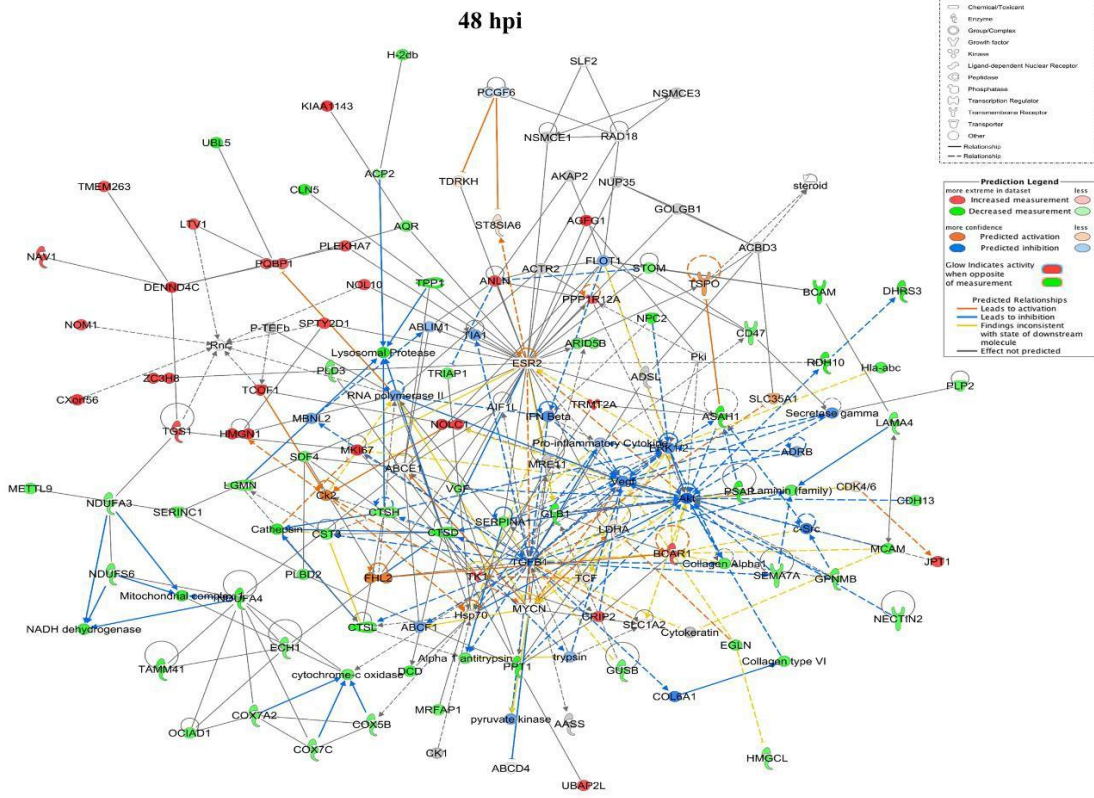 48 hpi
Chemical/Toxicant
Enzyme
Group/Complex
Growth factor
Kinase
Ligand-dependent Nuclear Receptor
Peptidase
Phosphatase
Transcription Regulator
Transmembrane Receptor
Transporter
Other
Relationship
Relationship
Prediction Legend
more extreme in dataset less
Increased measurement
Decreased measurement
more confidence less
Predicted activation
Predicted inhibition
Glow Indicates activity
when opposite
of measurement
Predicted Relationships
Leads to activation
Leads to inhibition
Findings inconsistent
with state of downstream
molecule
Effect not predicted
H-2db
SLF2
PCGF6
NSMCE3
KIAA1143
NSMCE1
RAD18
UBL5
ACP2
TDRKH
AKAP2
NUP35
steroid
TMEM263
CLN5
GOLGB1
LTV1
AQR
ST8SIA6
AGFG1
PLEKHA7
ACBD3
NAV1
PQBP1
FLOT1
STOM
DENND4C
NOL10
TPP1
ANLN
ACTR2
TSPO
BCAM
DHRS3
PPP1R12A
NOM1
P-TEFb
SPTY2D1
ABLIM1
TIA1
NPC2
CD47
Rnr
Lysosomal Protease
ARID5B
Pki
RDH10
ESR2
PLD3
TRIAP1
Hla-abc
ZC3H8
ADSL
PLP2
TCOF1
RNA polymerase II
AIF1L
IFN Beta
TRMT2A
ASAH1
SLC35A1
Secretase gamma
CXorf56
TGS1
HMGN1
MBNL2
NOLC1
LAMA4
MKI67
Pro-inflammatory Cytokine
ERK1/2
ADRB
SDF4
ABCE1
MRE11
METTL9
NDUFA3
LGMN
Ck2
VGF
Vegf
Akt
PSAP
Laminin (family)
CDK4/6
CDH13
SERINC1
CTSH
SERPINA1
GLB1
Cathepsin
CST3
CTSD
LDHA
c-Src
BCAR1
MCAM
JPT1
NDUFS6
PLBD2
FHL2
TK1
TGFB1
TCF
Collagen Alpha1
SEMA7A
GPNMB
Mitochondrial complex I
NDUFA4
Hsp70
MYCN
NADH dehydrogenase
CTSL
ABCF1
CRIP2
SLC1A2
NECTIN2
Cytokeratin
ECH1
EGLN
TAMM41
cytochrome-c oxidase
DCD
Alpha 1 antitrypsin
PPT1
trypsin
GUSB
Collagen type VI
COL6A1
COX7A2
COX5B
MRFAP1
pyruvate kinase
AASS
OCIAD1
COX7C
CK1
ABCD4
HMGCL
UBAP2L